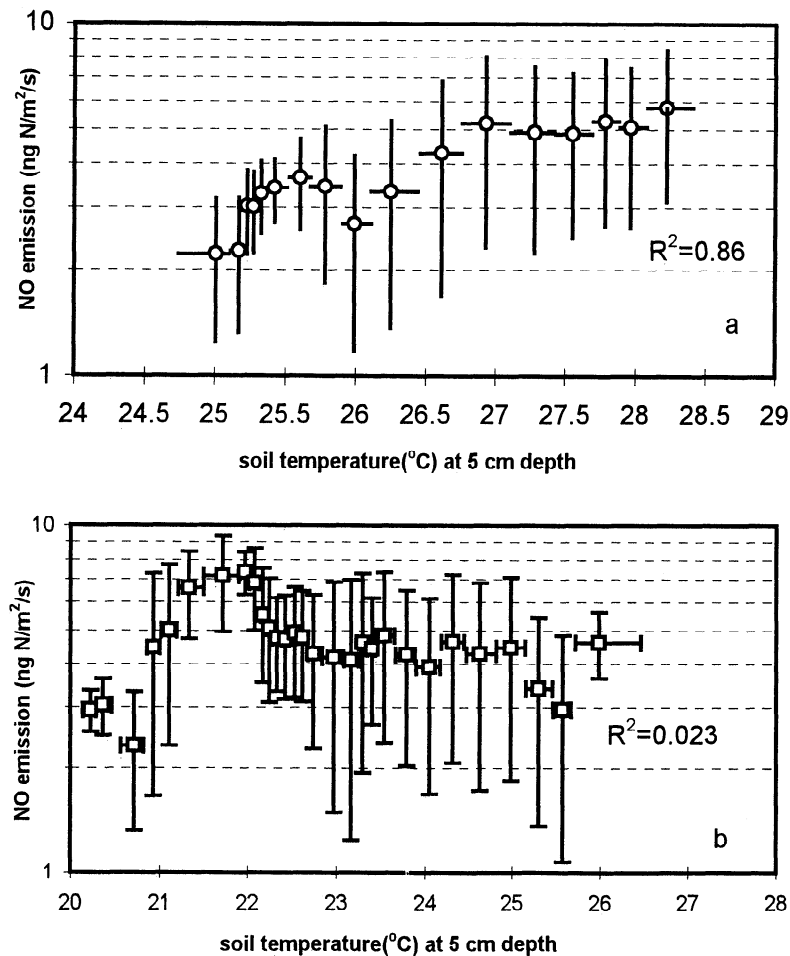 10
NO emission (ng N/m²/s)
R²=0.86
a
1
24 24.5 25 25.5 26 26.5 27 27.5 28 28.5 29
soil temperature(°C) at 5 cm depth
10
NO emission (ng N/m²/s)
R²=0.023
b
1
20 21 22 23 24 25 26 27 28
soil temperature(°C) at 5 cm depth